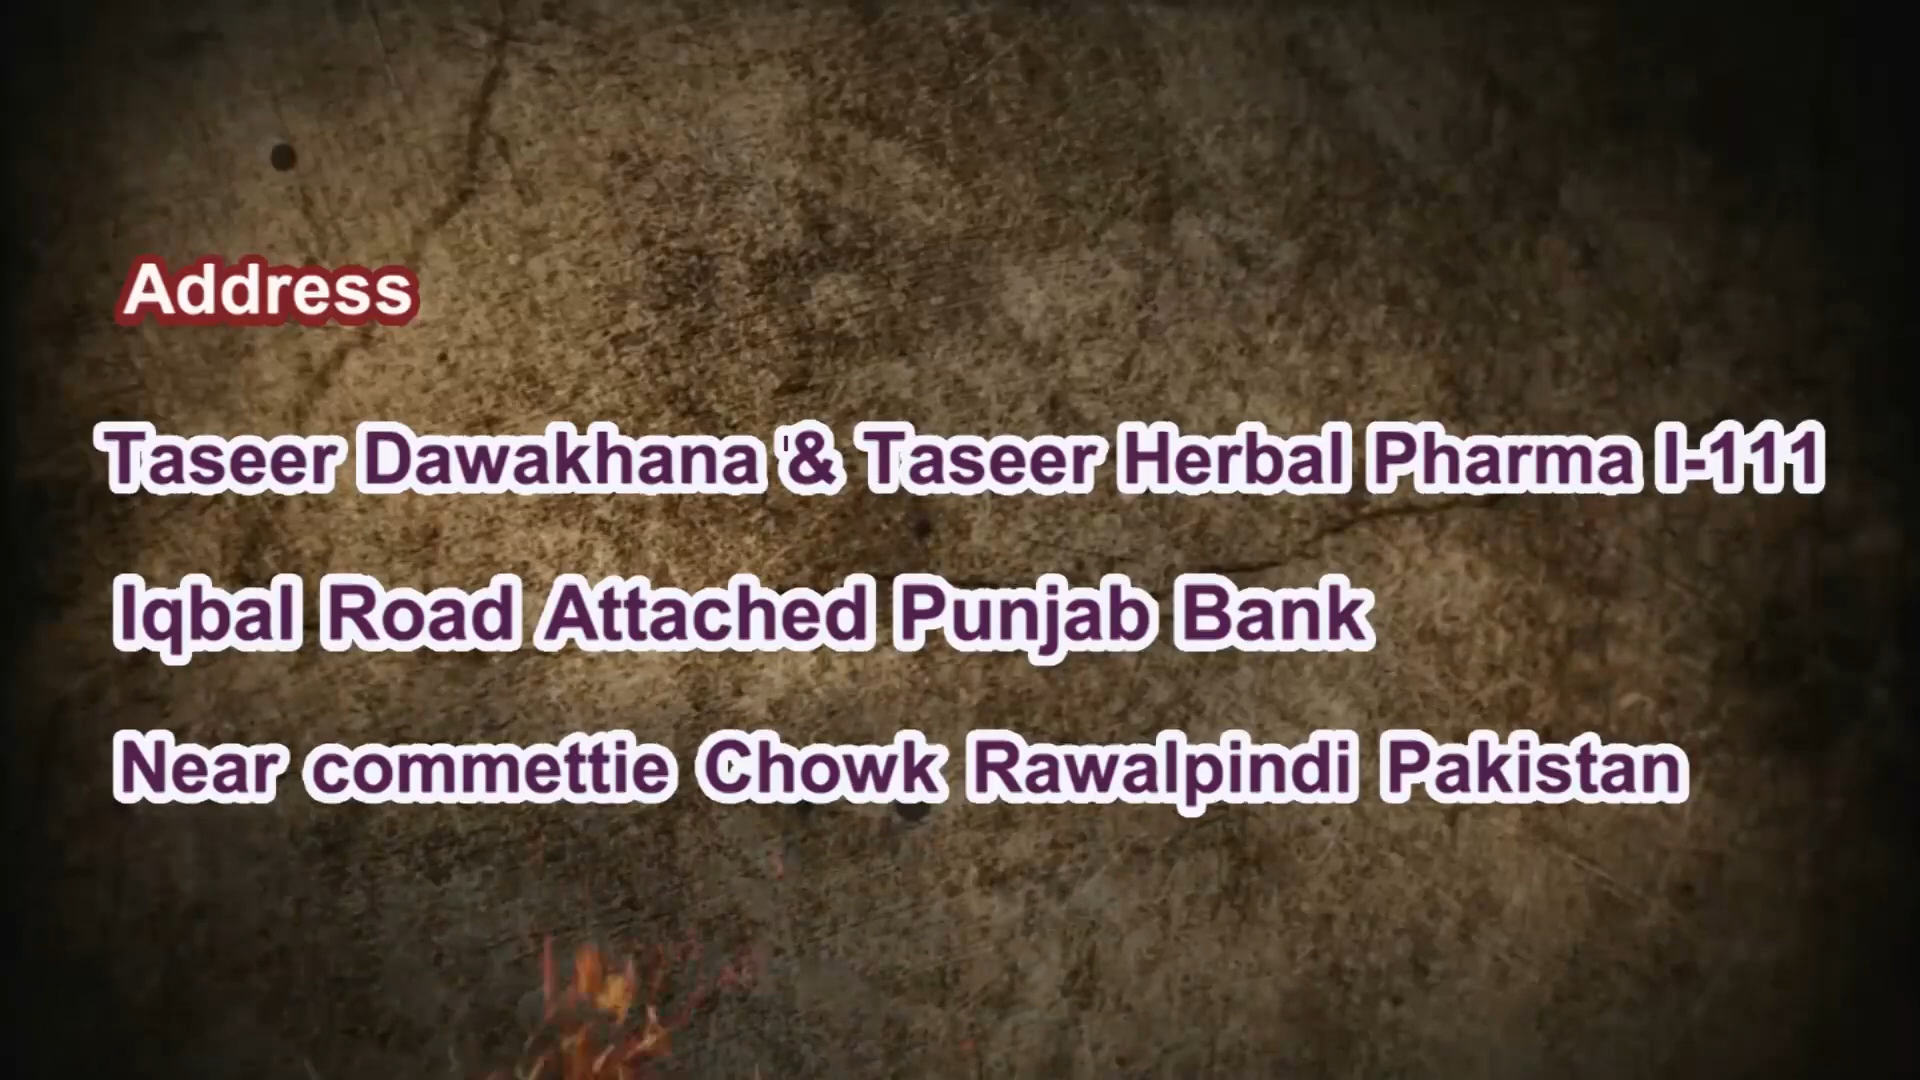 Address
Taseer Dawakhana & Taseer Herbal Pharma I-111
Iqbal Road Attached Punjab Bank
Near commettie Chowk Rawalpindi Pakistan